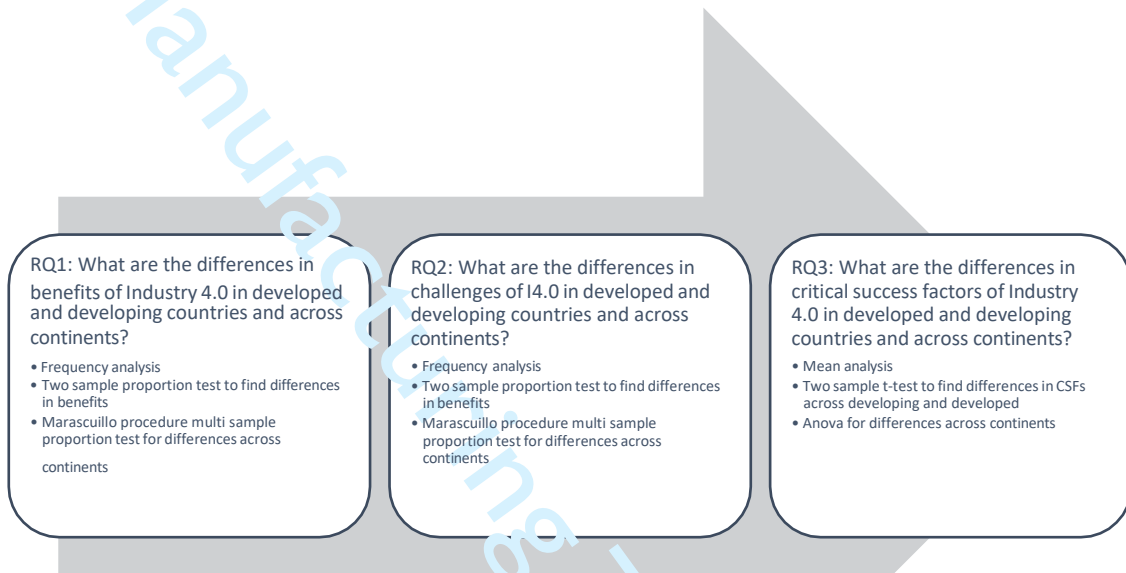 RQ1: What are the differences in
benefits of Industry 4.0 in developed
and developing countries and across
continents?
• Frequency analysis
• Two sample proportion test to find differences
in benefits
• Marascuillo procedure multi sample
proportion test for differences across
continents
RQ2: What are the differences in
challenges of I4.0 in developed and
developing countries and across
continents?
• Frequency analysis
• Two sample proportion test to find differences
in benefits
• Marascuillo procedure multi sample
proportion test for differences across
continents
RQ3: What are the differences in
critical success factors of Industry
4.0 in developed and developing
countries and across continents?
• Mean analysis
• Two sample t-test to find differences in CSFs
across developing and developed
• Anova for differences across continents
anufacturing